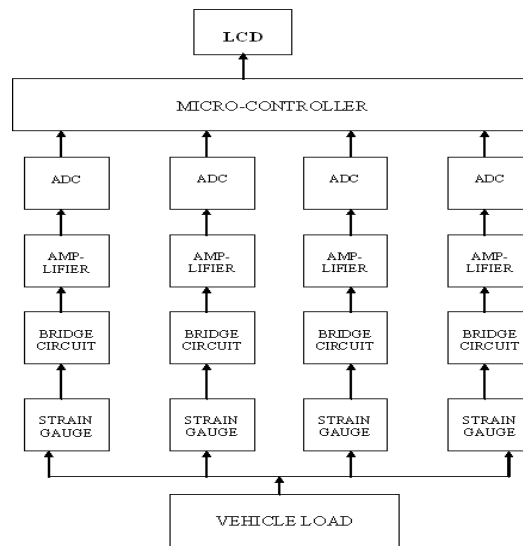 LCD
MICRO-CONTROLLER
ADC ADC ADC ADC
AMP- AMP- AMP- AMP-
LIFIER LIFIER LIFIER LIFIER
BRIDGE BRIDGE BRIDGE BRIDGE
CIRCUIT CIRCUIT CIRCUIT CIRCUIT
STRAIN STRAIN STRAIN STRAIN
GAUGE GAUGE GAUGE GAUGE
VEHICLE LOAD